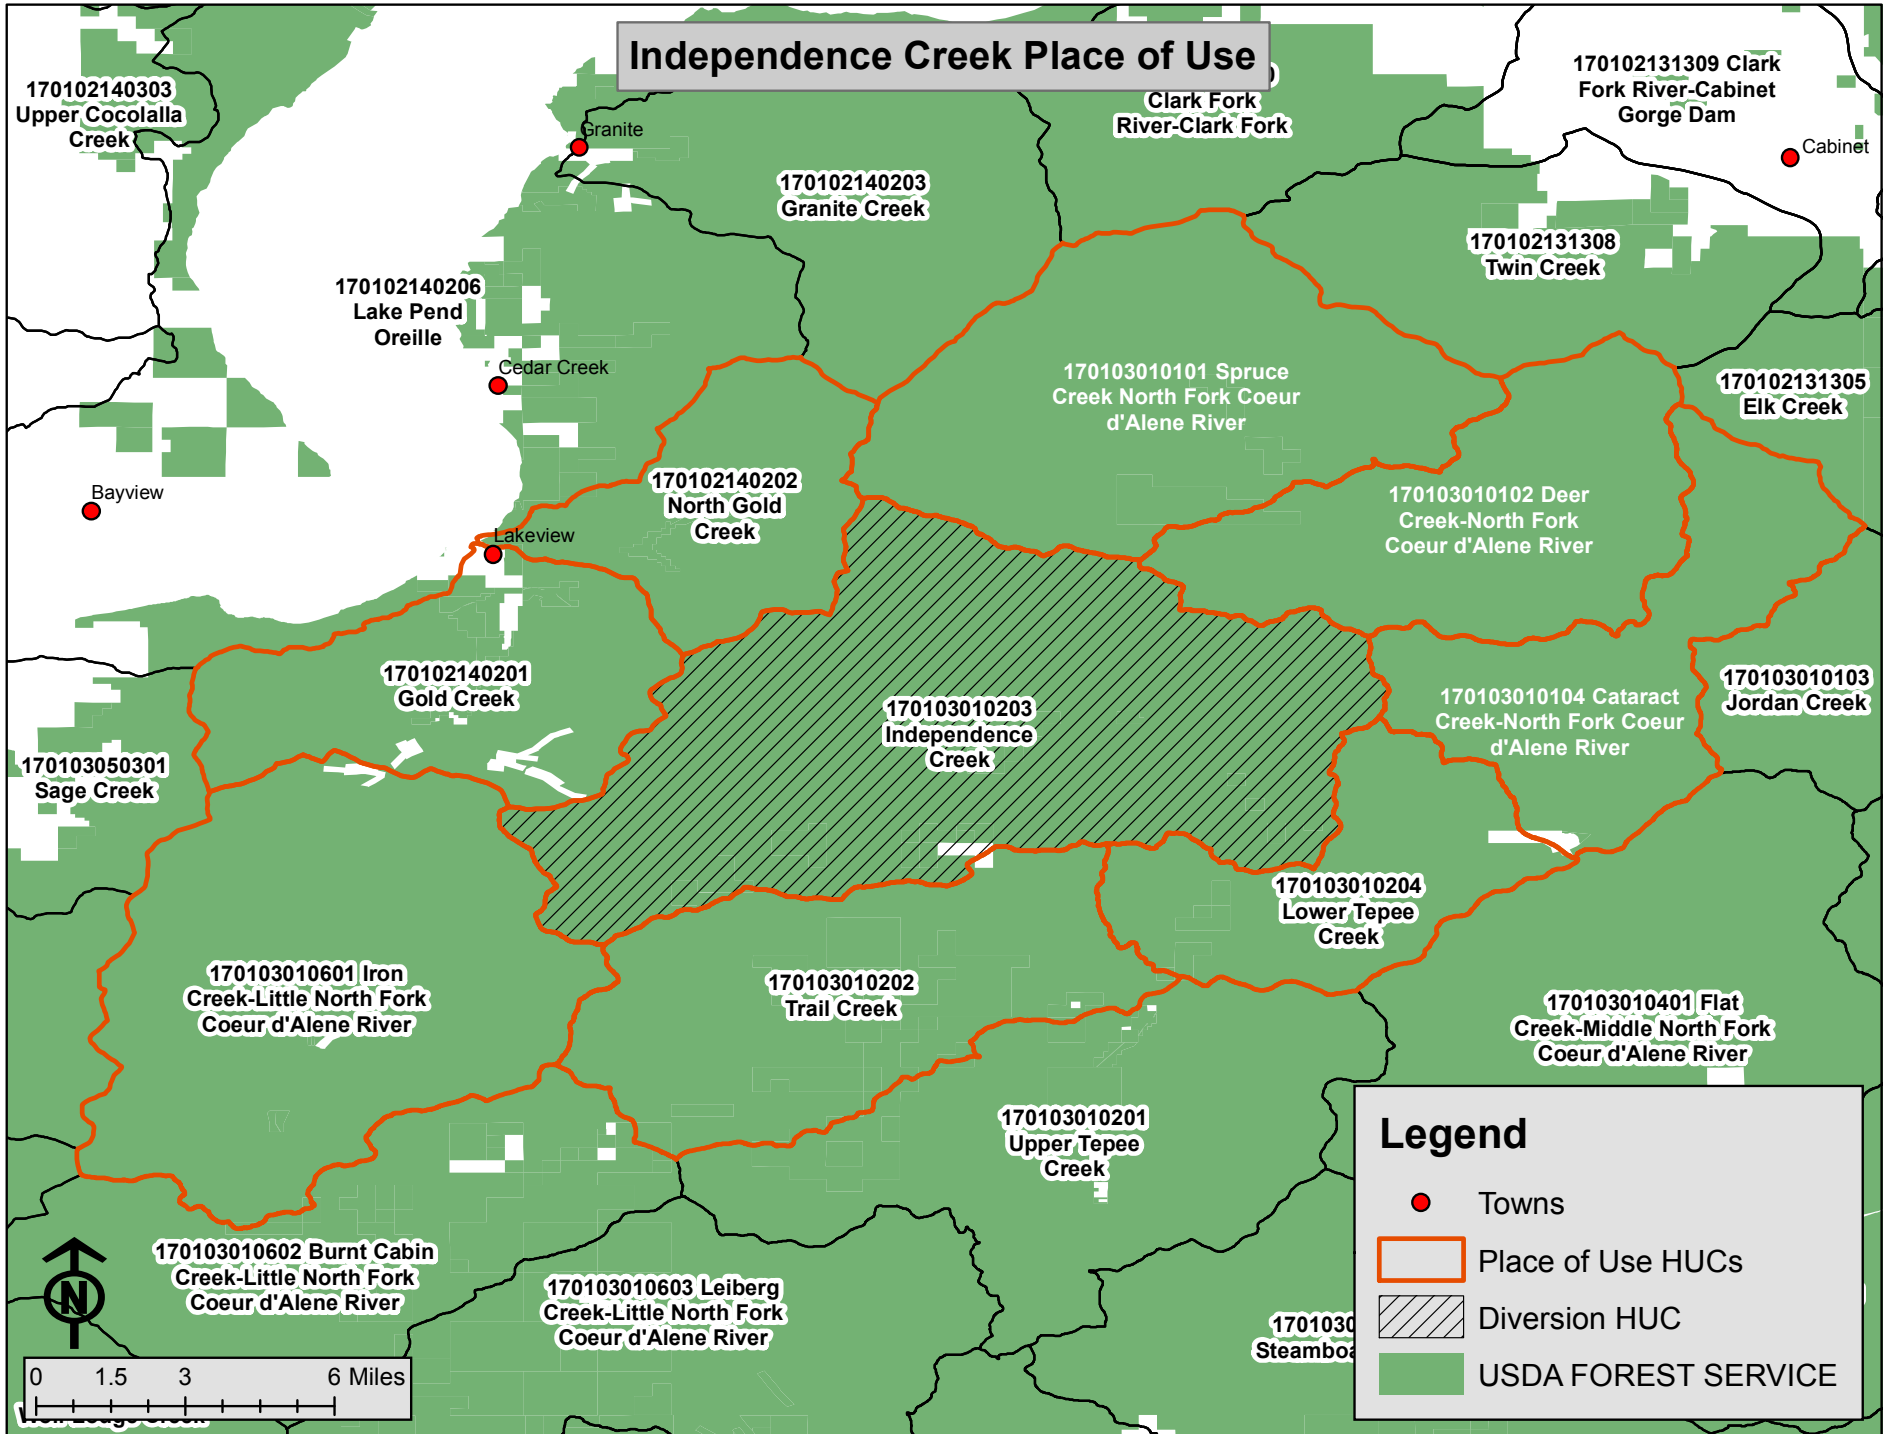 Independence Creek Place of Use
170102140303
Upper Cocolalla
Creek
Granite
Clark Fork
River-Clark Fork
170102131309 Clark
Fork River-Cabinet
Gorge Dam
Cabinet
170102140203
Granite Creek
170102131308
Twin Creek
170102140206
Lake Pend
Oreille
Cedar Creek
170103010101 Spruce
Creek North Fork Coeur
d'Alene River
170102131305
Elk Creek
Bayview
170102140202
North Gold
Creek
170103010102 Deer
Creek-North Fork
Coeur d'Alene River
Lakeview
170102140201
Gold Creek
170103010203
Independence
Creek
170103010104 Cataract
Creek-North Fork Coeur
d'Alene River
170103010103
Jordan Creek
170103050301
Sage Creek
170103010204
Lower Tepee
Creek
170103010601 Iron
Creek-Little North Fork
Coeur d'Alene River
170103010202
Trail Creek
170103010401 Flat
Creek-Middle North Fork
Coeur d'Alene River
170103010201
Upper Tepee
Creek
170103010602 Burnt Cabin
Creek-Little North Fork
Coeur d'Alene River
170103010603 Leiberg
Creek-Little North Fork
Coeur d'Alene River
1701030
Steamboa
N
0 1.5 3 6 Miles
Legend
Towns
Place of Use HUCs
Diversion HUC
USDA FOREST SERVICE